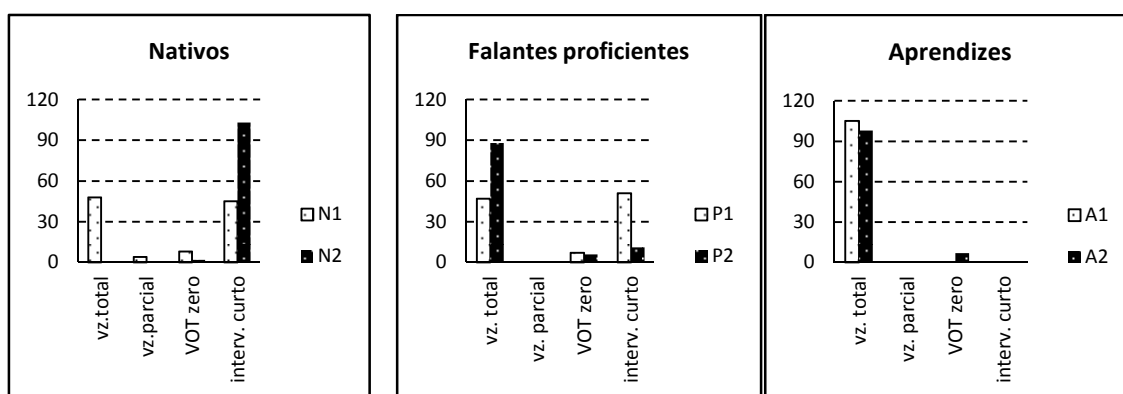 Nativos
120
90
60
30
0
vz.total
vz.parcial
VOT zero
interv. curto
N1
N2
Falantes proficientes
120
90
60
30
0
vz. total
vz. parcial
VOT zero
interv. curto
P1
P2
Aprendizes
120
90
60
30
0
vz. total
vz. parcial
VOT zero
interv. curto
A1
A2